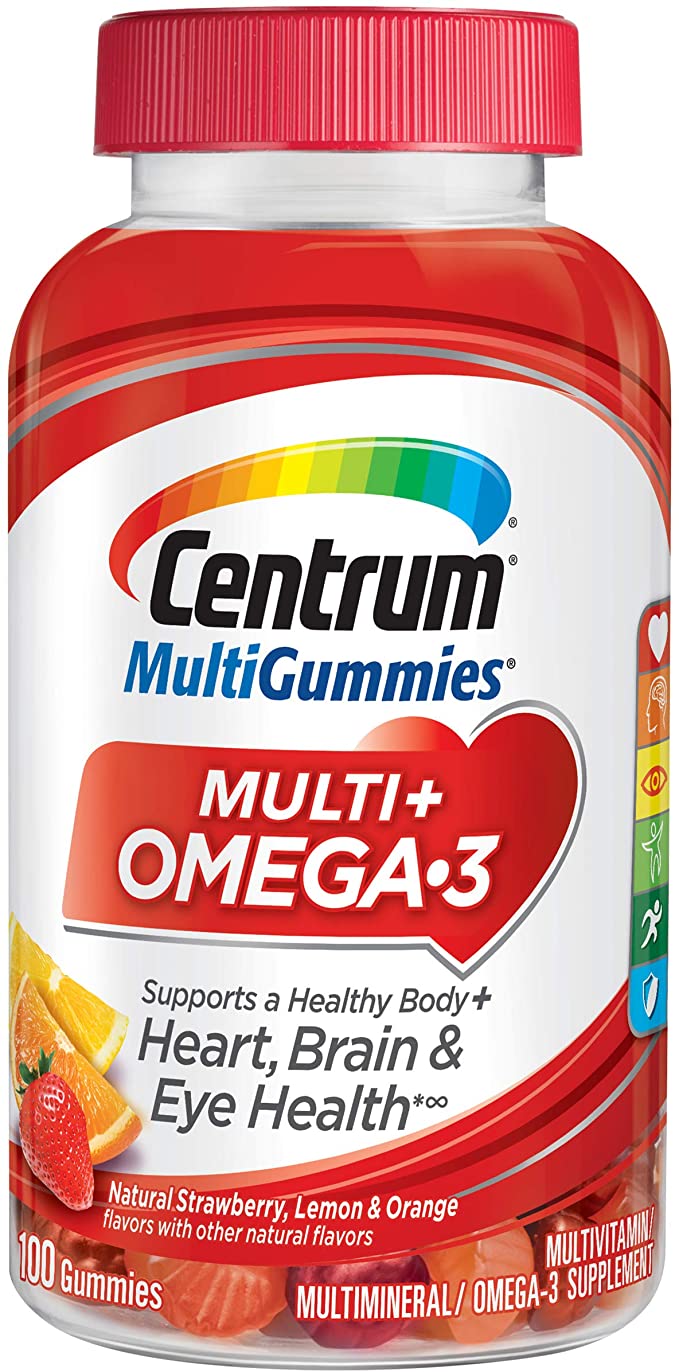 Centrum®
®
MultiGummies®
MULTI+
OMEGA•3
Supports a Healthy Body+
Heart, Brain &
Eye Health*∞
Natural Strawberry, Lemon & Orange
flavors with other natural flavors
100 Gummies
MULTIVITAMIN/
MULTIMINERAL/ OMEGA-3 SUPPLEMENT